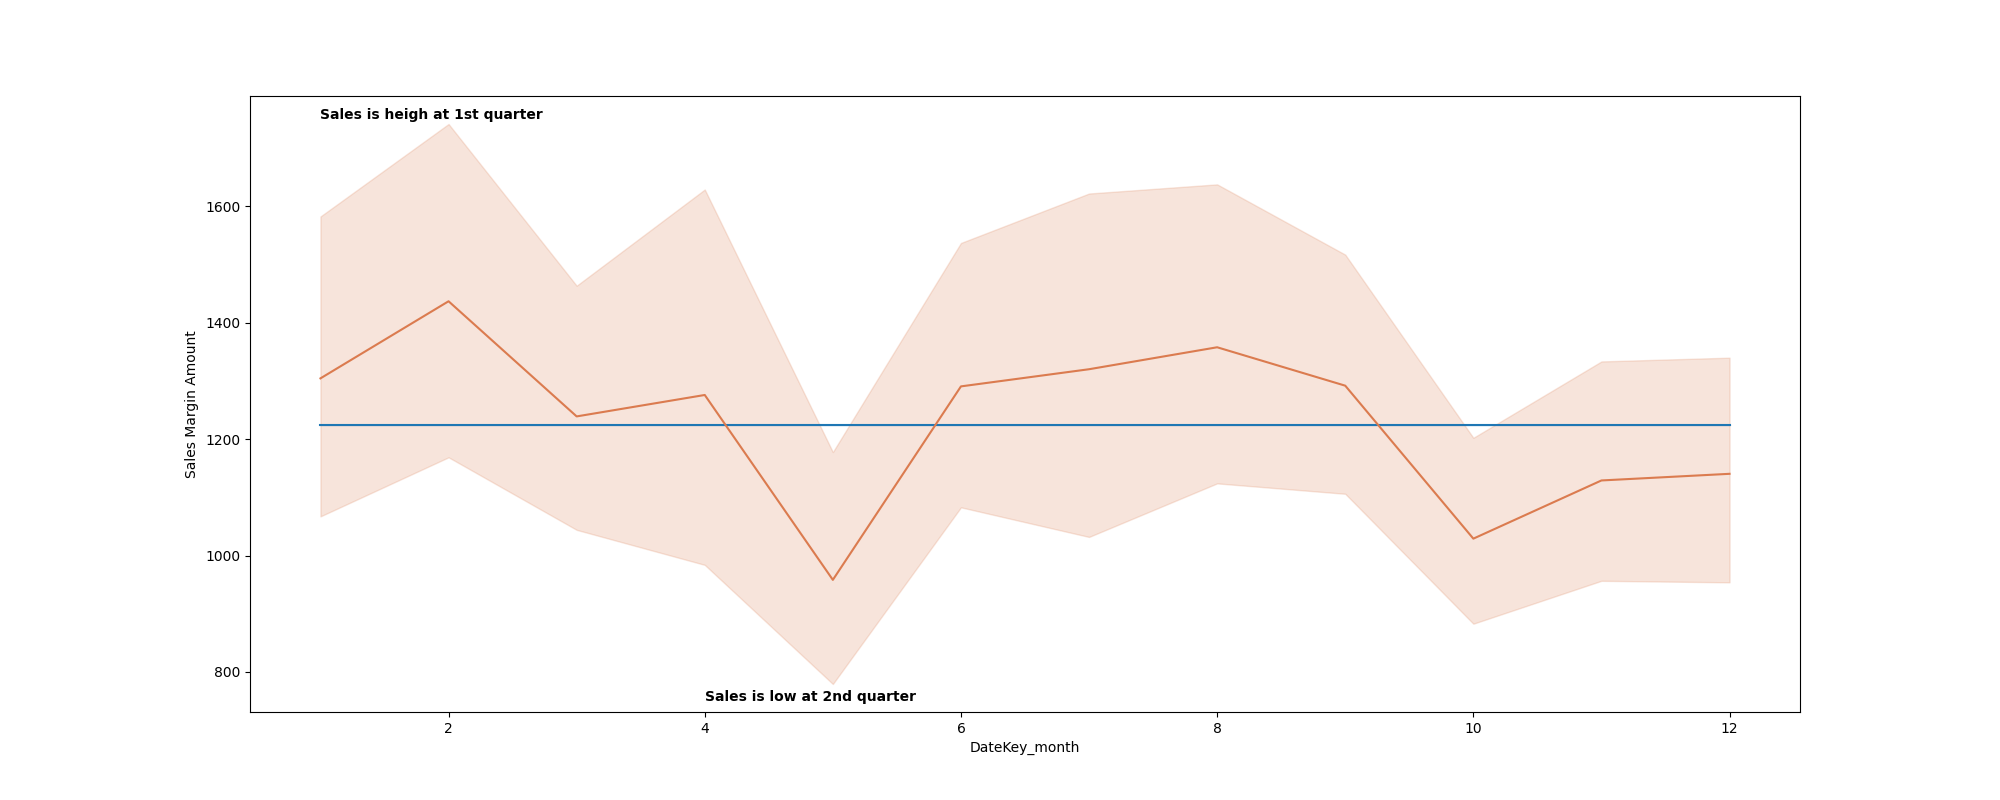 Sales is heigh at 1st quarter
1600
1400
1200
1000
800
Sales Margin Amount
Sales is low at 2nd quarter
2 4 6 8 10 12
DateKey_month